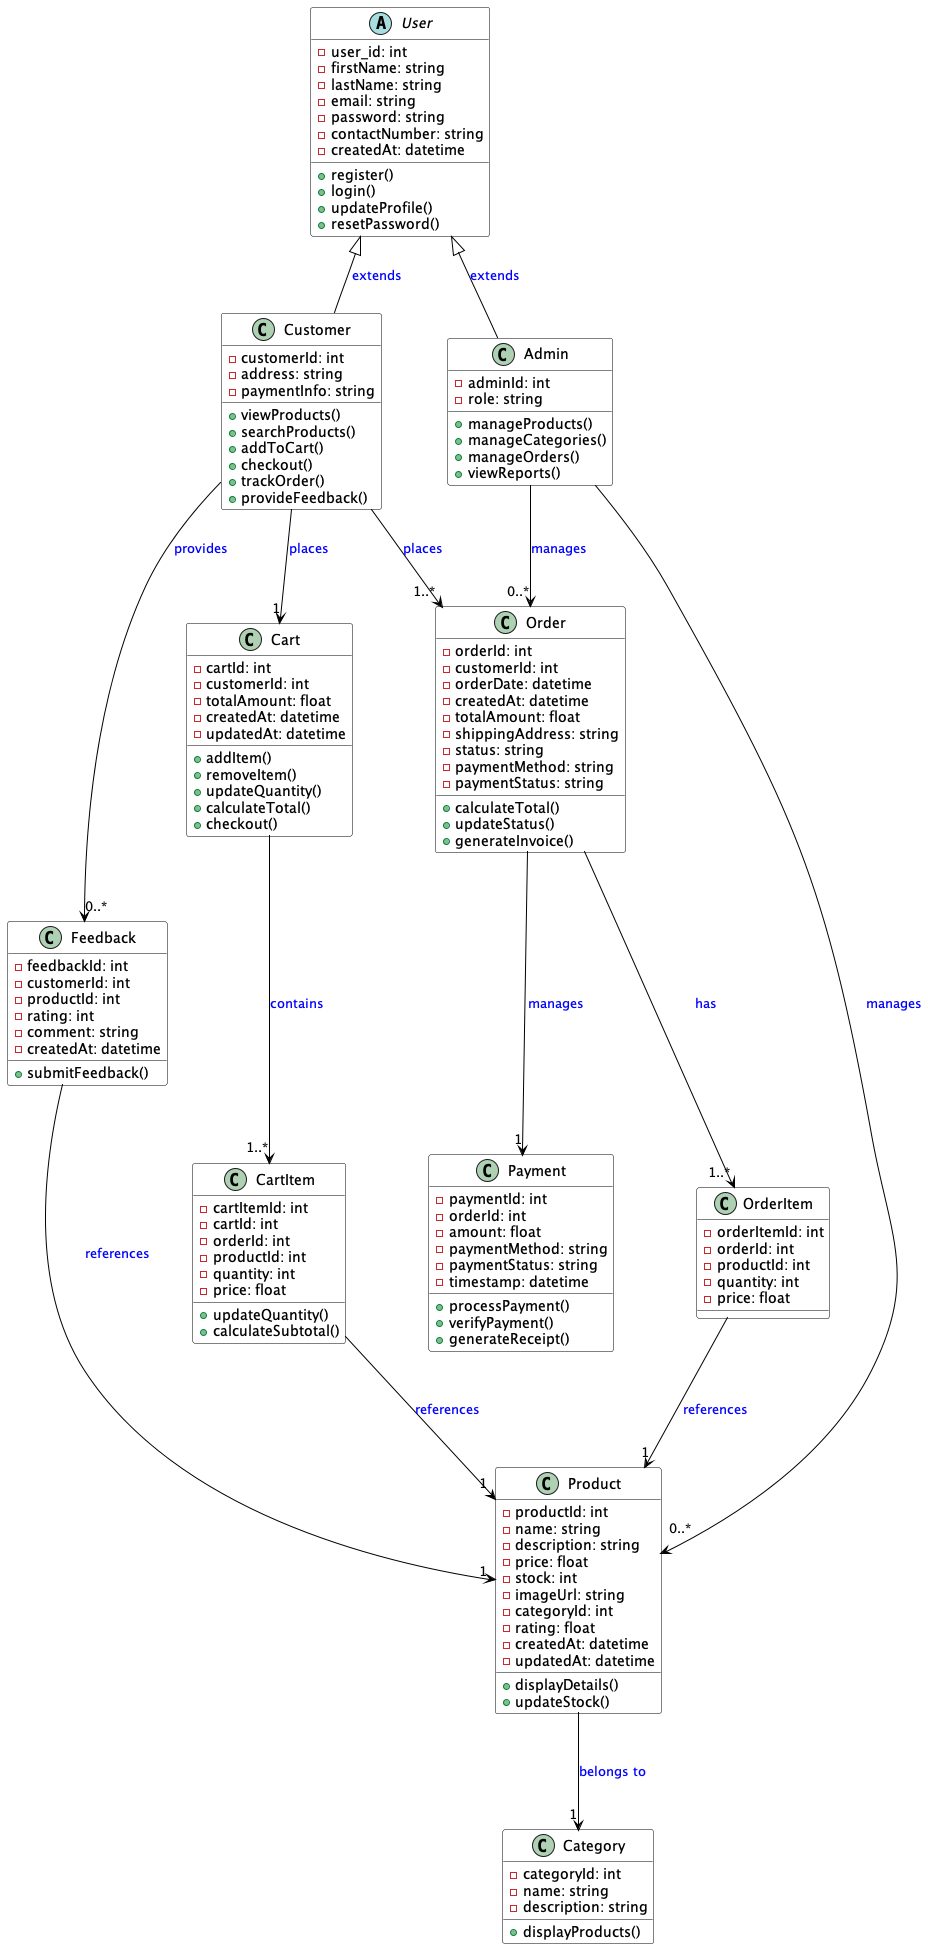 A User
user_id: int
firstName: string
lastName: string
email: string
password: string
contactNumber: string
createdAt: datetime
register()
login()
updateProfile()
resetPassword()
extends
extends
C Customer
customerId: int
address: string
paymentInfo: string
viewProducts()
searchProducts()
addToCart()
checkout()
trackOrder()
provideFeedback()
C Admin
adminId: int
role: string
manageProducts()
manageCategories()
manageOrders()
viewReports()
provides
places
places
manages
1
1..*
0..*
C Cart
cartId: int
customerId: int
totalAmount: float
createdAt: datetime
updatedAt: datetime
addItem()
removeItem()
updateQuantity()
calculateTotal()
checkout()
C Order
orderId: int
customerId: int
orderDate: datetime
createdAt: datetime
totalAmount: float
shippingAddress: string
status: string
paymentMethod: string
paymentStatus: string
calculateTotal()
updateStatus()
generateInvoice()
0..*
C Feedback
feedbackId: int
customerId: int
productId: int
rating: int
comment: string
createdAt: datetime
submitFeedback()
contains
manages
has
manages
1..*
1
1..*
C CartItem
cartItemId: int
cartId: int
orderId: int
productId: int
quantity: int
price: float
updateQuantity()
calculateSubtotal()
C Payment
paymentId: int
orderId: int
amount: float
paymentMethod: string
paymentStatus: string
timestamp: datetime
processPayment()
verifyPayment()
generateReceipt()
C OrderItem
orderItemId: int
orderId: int
productId: int
quantity: int
price: float
references
references
references
1
1
0..*
1
C Product
productId: int
name: string
description: string
price: float
stock: int
imageUrl: string
categoryId: int
rating: float
createdAt: datetime
updatedAt: datetime
displayDetails()
updateStock()
belongs to
1
C Category
categoryId: int
name: string
description: string
displayProducts()